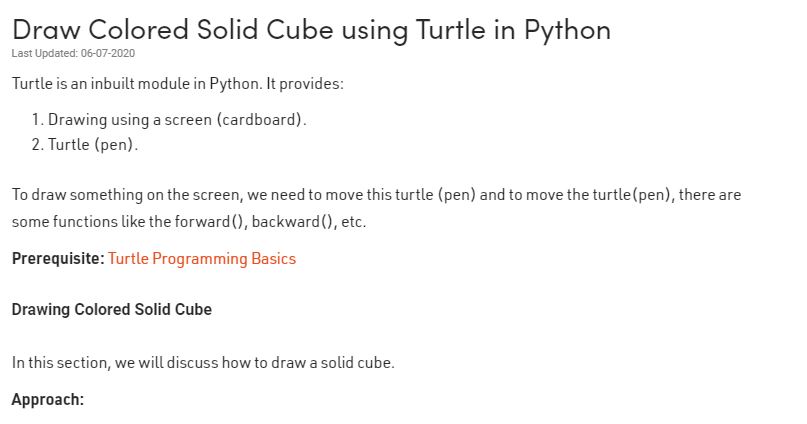 Draw Colored Solid Cube using Turtle in Python
Last Updated: 06-07-2020
Turtle is an inbuilt module in Python. It provides:
1. Drawing using a screen (cardboard).
2. Turtle (pen).
To draw something on the screen, we need to move this turtle (pen) and to move the turtle(pen), there are
some functions like the forward(), backward(), etc.
Prerequisite: Turtle Programming Basics
Drawing Colored Solid Cube
In this section, we will discuss how to draw a solid cube.
Approach: